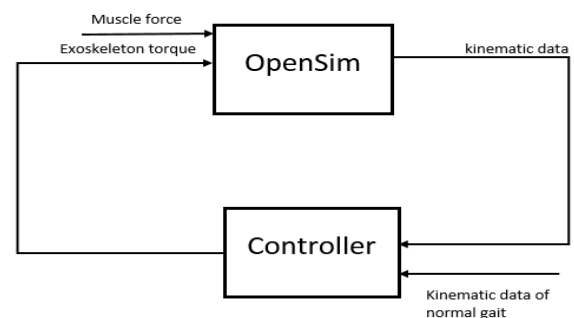 Muscle force
Exoskeleton torque
OpenSim
kinematic data
Controller
Kinematic data of
normal gait